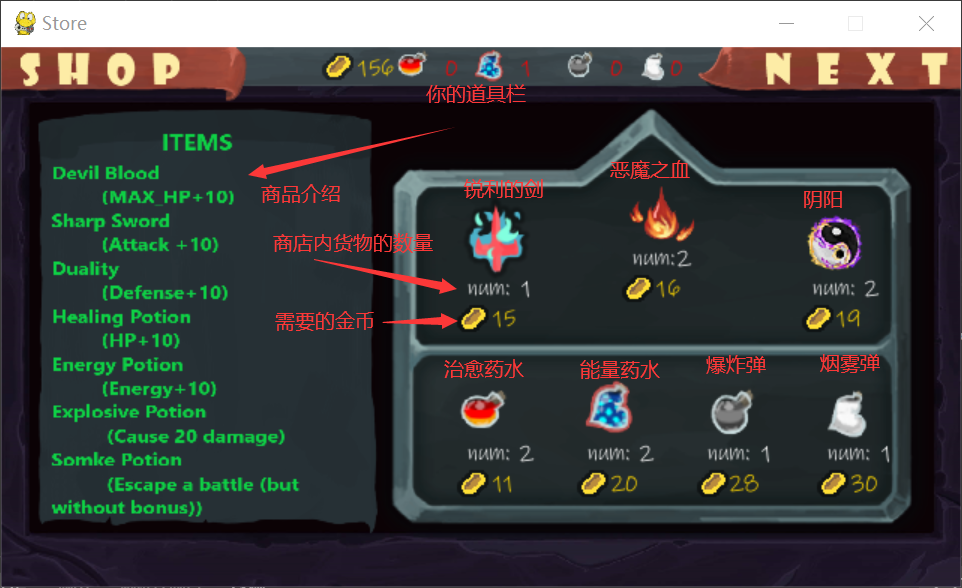 Store
SHOP
156 0 1 0 0
NEXT
你的道具栏
ITEMS
Devil Blood
(MAX_HP+10)
Sharp Sword
(Attack +10)
Duality
(Defense+10)
Healing Potion
(HP+10)
Energy Potion
(Energy+10)
Explosive Potion
(Cause 20 damage)
Somke Potion
(Escape a battle (but
without bonus))
商品介绍
商店内货物的数量
需要的金币
锐利的剑
恶魔之血
阴阳
num: 1
num:2
num: 2
15
16
19
治愈药水
能量药水
爆炸弹
烟雾弹
num: 2
num: 2
num: 1
num: 1
11
20
28
30